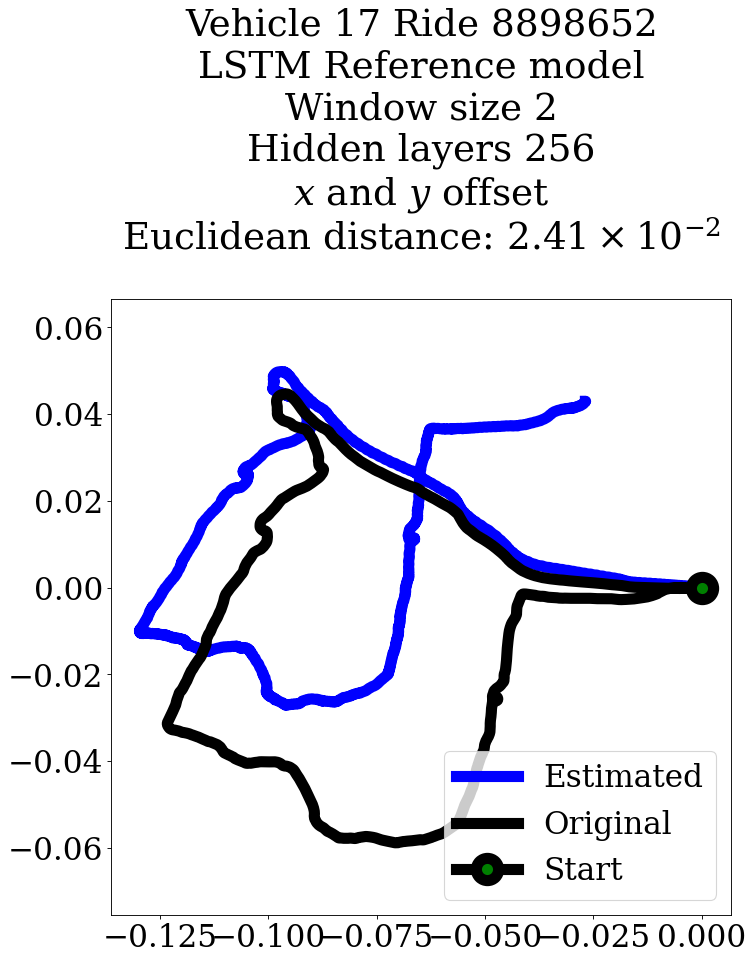 Vehicle 17 Ride 8898652
LSTM Reference model
Window size 2
Hidden layers 256
x and y offset
Euclidean distance: 2.41 × 10⁻²
0.06
0.04
0.02
0.00
−0.02
−0.04
−0.06
Estimated
Original
Start
−0.125 −0.100 −0.075 −0.050 −0.025 0.000